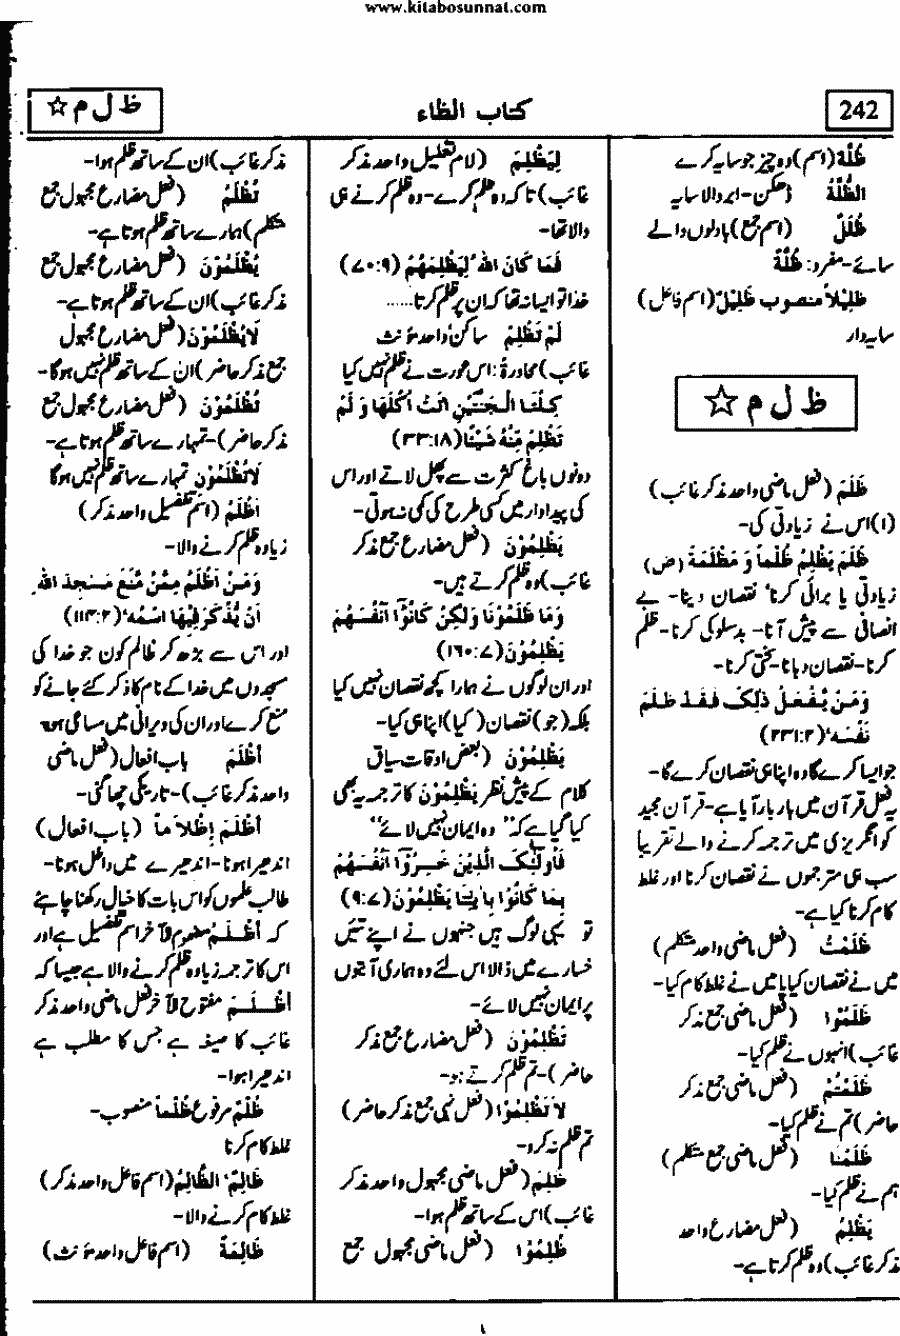 www.kitabosunnat.com
242
كتاب الظاء
ظ ل م ☆
ظُلَّةٌ (اسم) وہ چیز جو سایہ کرے
الظُّلَّةُ ڈھکن۔ ابر والا سایہ
ظُلَلٌ (اسم جمع) بادلوں والے
سائے۔ مفرد: ظُلَّةٌ
ظَلِيْلاً منصوب ظَلِيْلٌ (اسم فاعل)
سایہ دار
ظ ل م ☆
ظَلَمَ (فعل ماضی واحد مذکر غائب)
(۱) اس نے زیادتی کی۔
ظَلَمَ يَظْلِمُ ظُلْماً وَ مَظْلَمَةً (ض)
زیادتی یا برائی کرنا' نقصان دینا۔ بے
انصافی سے پیش آنا۔ بدسلوکی کرنا۔ ظلم
کرنا۔ نقصان دہانا۔ سختی کرنا۔
وَمَنْ يَّفْعَلْ ذٰلِکَ فَقَدْ ظَلَمَ
نَفْسَهٗ (۲:۲۳۱)
جو ایسا کرے گا وہ اپنا ہی نقصان کرے گا۔
یہ فعل قرآن میں بار بار آیا ہے۔ قرآن مجید
کو انگریزی میں ترجمہ کرنے والے تقریباً
سب ہی مترجموں نے نقصان کرنا اور غلط
کام کرنا کیا ہے۔
ظَلَمْتُ (فعل ماضی واحد متکلم)
میں نے نقصان کیا یا میں نے غلط کام کیا۔
ظَلَمُوْا (فعل ماضی جمع مذکر
غائب) انہوں نے ظلم کیا۔
ظَلَمْتُمْ (فعل ماضی جمع مذکر
حاضر) تم نے ظلم کیا۔
ظَلَمْنَا (فعل ماضی جمع متکلم)
ہم نے ظلم کیا۔
يَظْلِمُ (فعل مضارع واحد
مذکر غائب) وہ ظلم کرتا ہے۔
لِيَظْلِمَ (لام تعلیل واحد مذکر
غائب) تاکہ وہ ظلم کرے۔ وہ ظلم کرنے ہی
والا تھا۔
فَمَا كَانَ اللّٰهُ لِيَظْلِمَهُمْ (۷۰:۹)
خدا تو ایسا نہ تھا کہ ان پر ظلم کرتا.....
لَمْ تَظْلِمْ ساکن' واحد مؤنث
غائب) محاورۃً: اس عورت نے ظلم نہیں کیا
كِلْتَا الْجَنَّتَيْنِ اٰتَتْ اُكُلَهَا وَ لَمْ
تَظْلِمْ مِّنْهُ شَيْئًا (۳۳:۱۸)
دونوں باغ کثرت سے پھل لاتے اور اس
کی پیداوار میں کسی طرح کی کمی نہ ہوتی۔
يَظْلِمُوْنَ (فعل مضارع جمع مذکر
غائب) وہ ظلم کرتے ہیں۔
وَمَا ظَلَمُوْنَا وَلٰكِنْ كَانُوْآ اَنْفُسَهُمْ
يَظْلِمُوْنَ (۱۶۰:۷)
اور ان لوگوں نے ہمارا کچھ نقصان نہیں کیا
بلکہ (جو) نقصان (کیا) اپنا ہی کیا۔
يَظْلِمُوْنَ (بعض اوقات سیاق
کلام کے پیش نظر يَظْلِمُوْنَ کا ترجمہ یہ بھی
کیا گیا ہے کہ "وہ ایمان نہیں لائے"
فَاُولٰٓئِکَ الَّذِيْنَ خَسِرُوْٓا اَنْفُسَهُمْ
بِمَا كَانُوْا بِاٰيٰتِنَا يَظْلِمُوْنَ (۹:۷)
تو یہی لوگ ہیں جنہوں نے اپنے تئیں
خسارے میں ڈالا اس لئے وہ ہماری آیتوں
پر ایمان نہیں لائے۔
تَظْلِمُوْنَ (فعل مضارع جمع مذکر
حاضر)۔ تم ظلم کرتے ہو۔
لَا تَظْلِمُوْا (فعل نہی جمع مذکر حاضر)
تم ظلم نہ کرو۔
ظُلِمَ (فعل ماضی مجہول واحد مذکر
غائب) اس کے ساتھ ظلم ہوا۔
ظُلِمُوْا (فعل ماضی مجہول جمع
مذکر غائب) ان کے ساتھ ظلم ہوا۔
تُظْلَمُ (فعل مضارع مجہول جمع
متکلم) ہمارے ساتھ ظلم ہوتا ہے۔
يُظْلَمُوْنَ (فعل مضارع مجہول جمع
مذکر غائب) ان کے ساتھ ظلم ہوتا ہے۔
لَا يُظْلَمُوْنَ (فعل مضارع مجہول
جمع مذکر حاضر) ان کے ساتھ ظلم نہیں ہوگا۔
تُظْلَمُوْنَ (فعل مضارع مجہول جمع
مذکر حاضر)۔ تمہارے ساتھ ظلم ہوتا ہے۔
لَا تُظْلَمُوْنَ تمہارے ساتھ ظلم نہیں ہوگا
اَظْلَمُ (اسم تفضیل واحد مذکر)
زیادہ ظلم کرنے والا۔
وَمَنْ اَظْلَمُ مِمَّنْ مَّنَعَ مَسٰجِدَ اللّٰهِ
اَنْ يُّذْكَرَ فِيْهَا اسْمُهٗ (۱۱۴:۲)
اور اس سے بڑھ کر ظالم کون جو خدا کی
مسجدوں میں خدا کے نام کا ذکر کئے جانے کو
منع کرے اور ان کی ویرانی میں ساعی ہو۔
اَظْلَمَ باب افعال (فعل ماضی
واحد مذکر غائب)۔ تاریکی چھا گئی۔
اَظْلَمَ اِظْلَا ماً (باب افعال)
اندھیرا ہونا۔ اندھیرے میں داخل ہونا۔
طالب علموں کو اس بات کا خیال رکھنا چاہئے
کہ اَظْلَمُ مضموم الآخر اسم تفضیل ہے اور
اس کا ترجمہ زیادہ ظلم کرنے والا ہے جیسا کہ
اَظْلَمَ مفتوح الآخر فعل ماضی واحد مذکر
غائب کا صیغہ ہے جس کا مطلب ہے
اندھیرا ہوا۔
ظُلْمٌ مرفوع ظُلْماً منصوب۔
غلط کام کرنا
ظَالِمٌ' الظَّالِمُ (اسم فاعل واحد مذکر)
غلط کام کرنے والا۔
ظَالِمَةٌ (اسم فاعل واحد مؤنث)